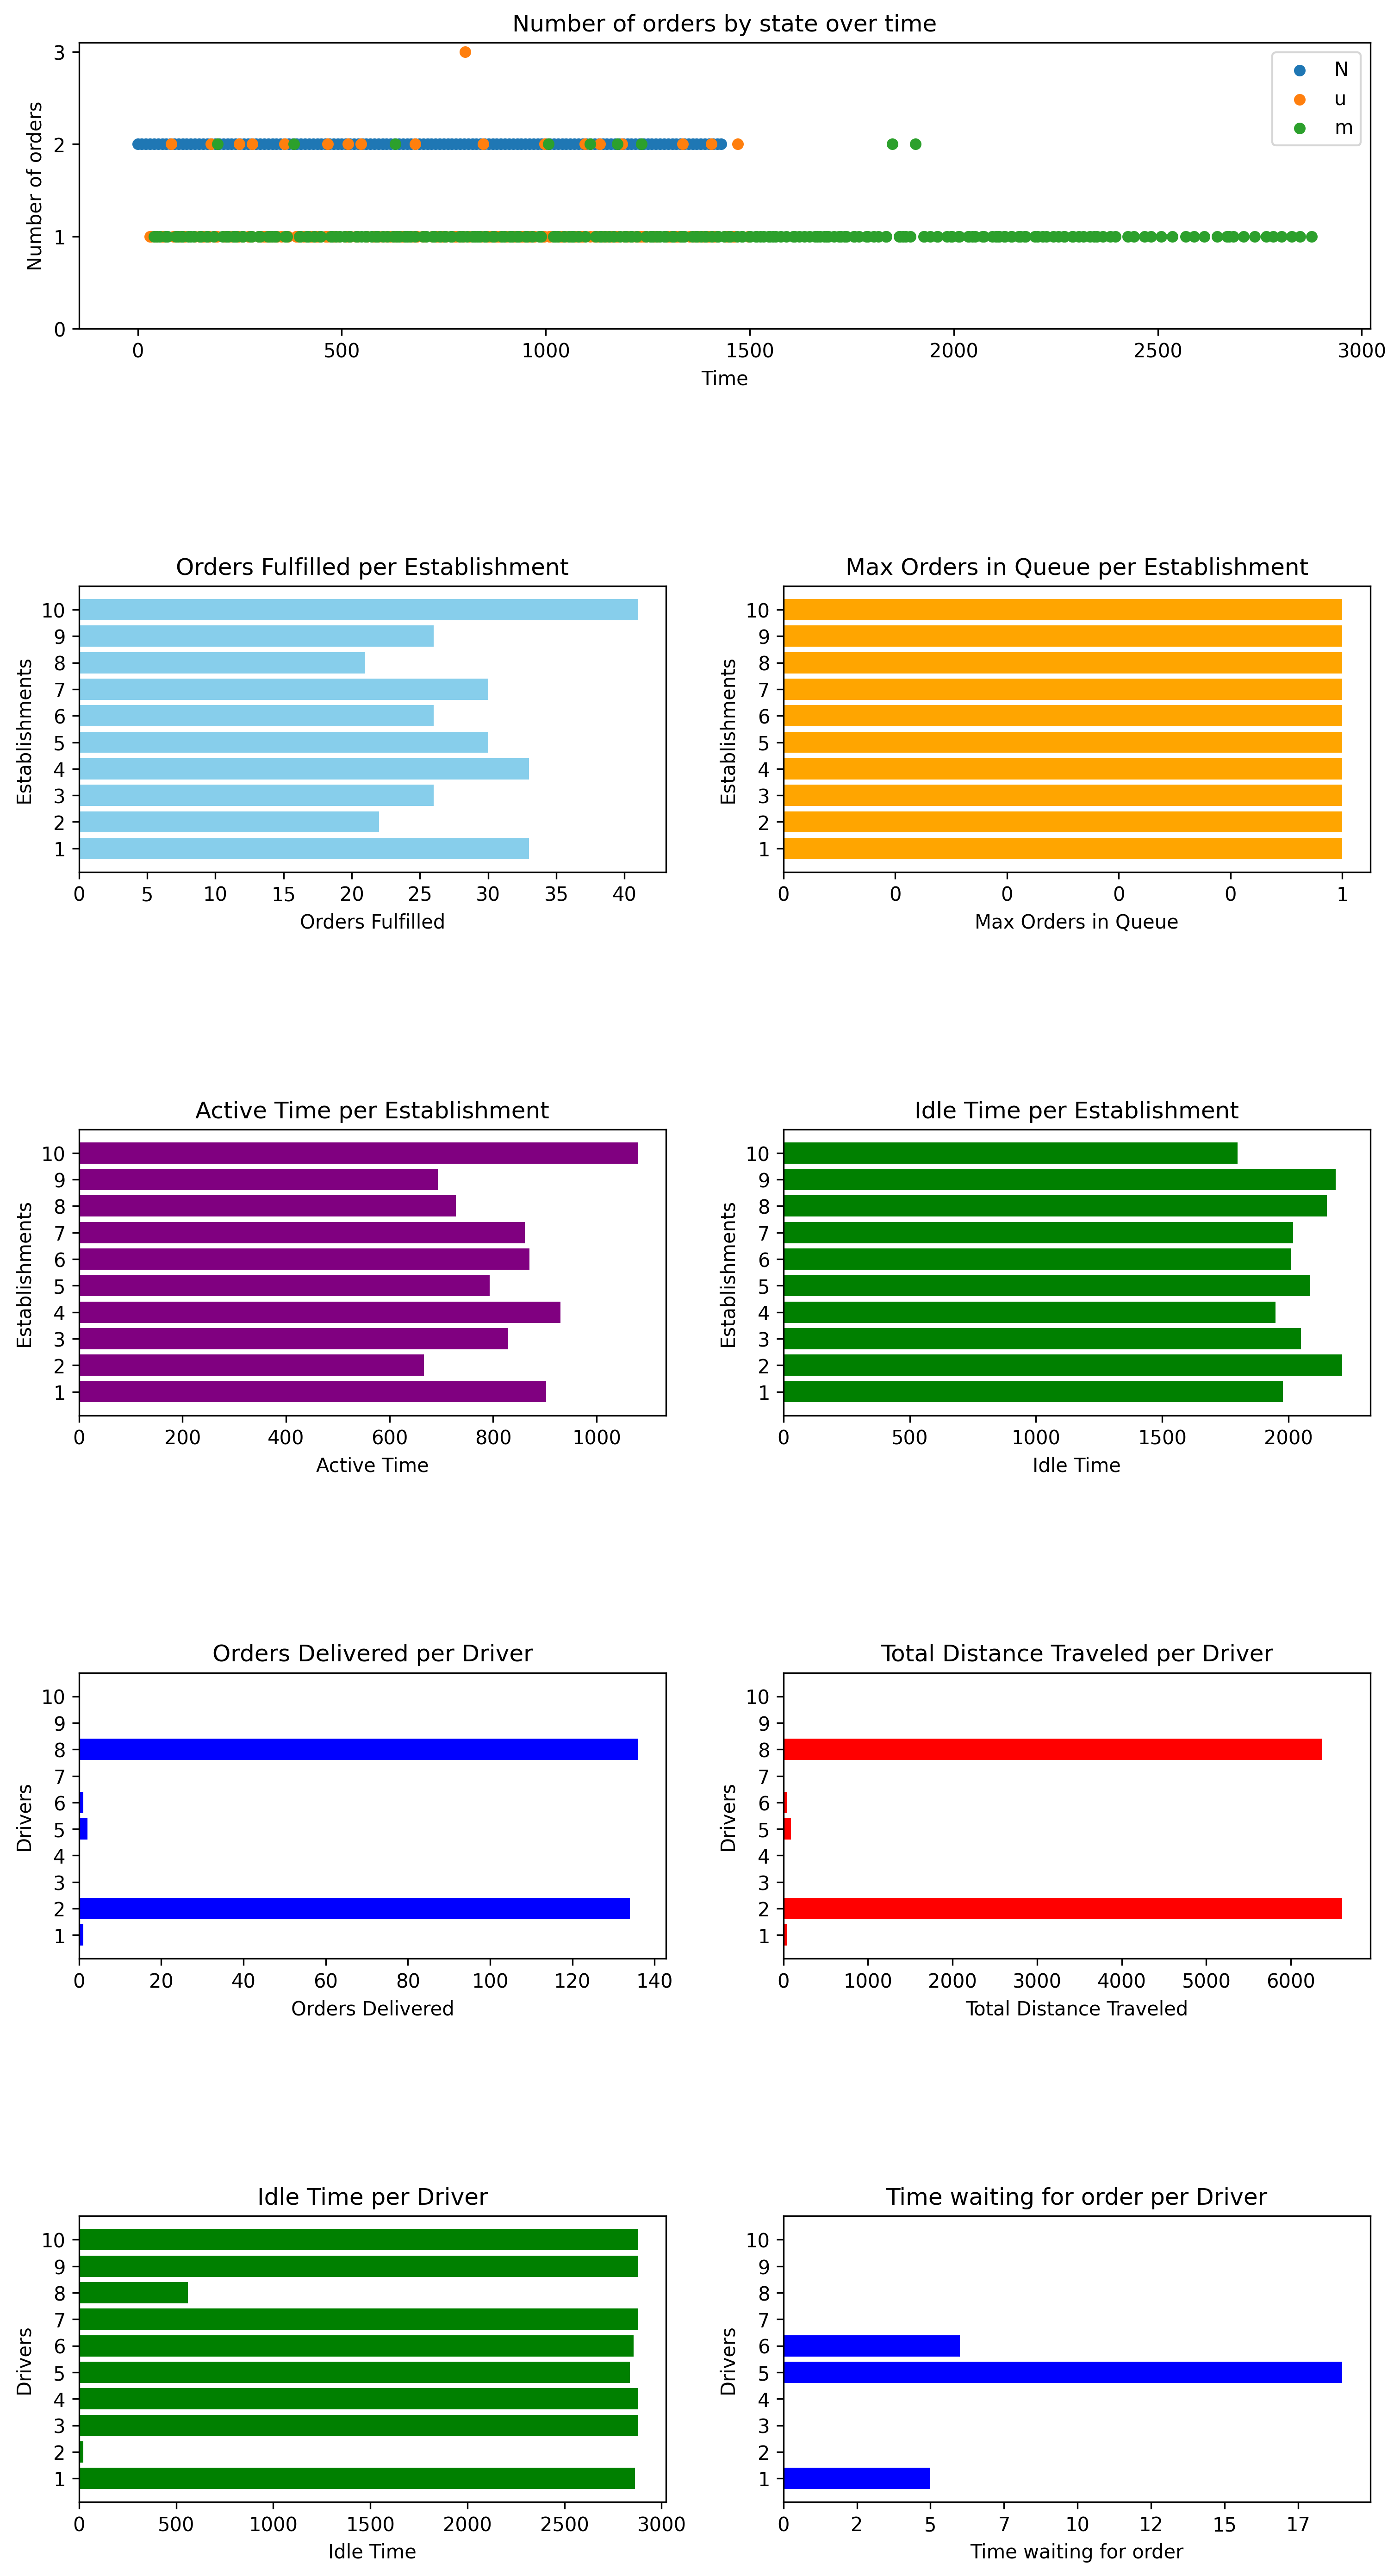 Number of orders by state over time
Number of orders
3
2
1
0
N
u
m
0 500 1000 1500 2000 2500 3000
Time
Orders Fulfilled per Establishment
Establishments
10
9
8
7
6
5
4
3
2
1
0 5 10 15 20 25 30 35 40
Orders Fulfilled
Max Orders in Queue per Establishment
Establishments
10
9
8
7
6
5
4
3
2
1
0 0 0 0 0 1
Max Orders in Queue
Active Time per Establishment
Establishments
10
9
8
7
6
5
4
3
2
1
0 200 400 600 800 1000
Active Time
Idle Time per Establishment
Establishments
10
9
8
7
6
5
4
3
2
1
0 500 1000 1500 2000
Idle Time
Orders Delivered per Driver
Drivers
10
9
8
7
6
5
4
3
2
1
0 20 40 60 80 100 120 140
Orders Delivered
Total Distance Traveled per Driver
Drivers
10
9
8
7
6
5
4
3
2
1
0 1000 2000 3000 4000 5000 6000
Total Distance Traveled
Idle Time per Driver
Drivers
10
9
8
7
6
5
4
3
2
1
0 500 1000 1500 2000 2500 3000
Idle Time
Time waiting for order per Driver
Drivers
10
9
8
7
6
5
4
3
2
1
0 2 5 7 10 12 15 17
Time waiting for order